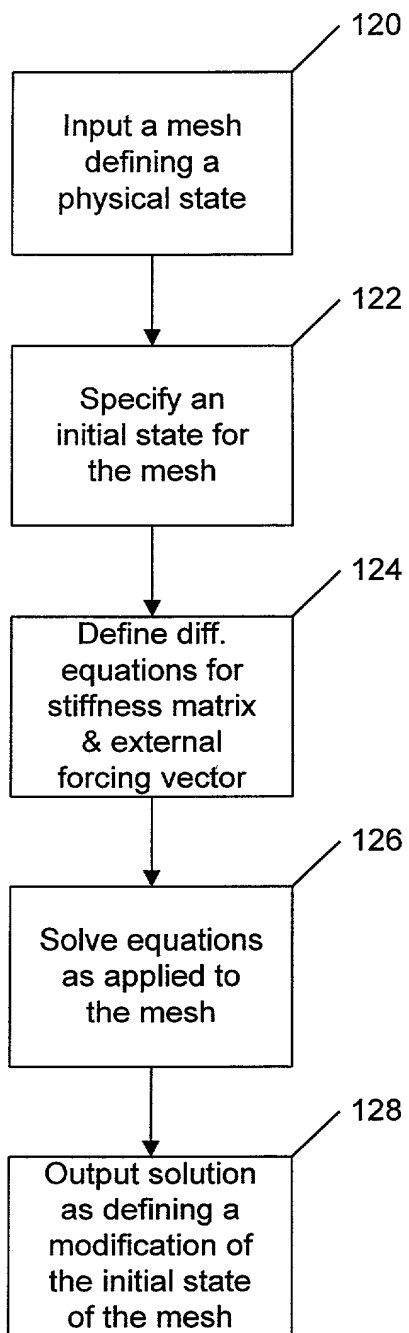 120
Input a mesh
defining a
physical state
122
Specify an
initial state for
the mesh
124
Define diff.
equations for
stiffness matrix
& external
forcing vector
126
Solve equations
as applied to
the mesh
128
Output solution
as defining a
modification of
the initial state
of the mesh